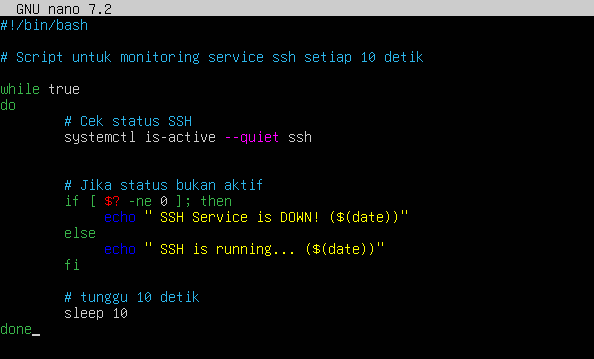 GNU nano 7.2
#!/bin/bash
# Script untuk monitoring service ssh setiap 10 detik
while true
do
# Cek status SSH
systemctl is-active --quiet ssh
# Jika status bukan aktif
if [ $? -ne 0 ]; then
echo " SSH Service is DOWN! ($(date))"
else
echo " SSH is running... ($(date))"
fi
# tunggu 10 detik
sleep 10
done